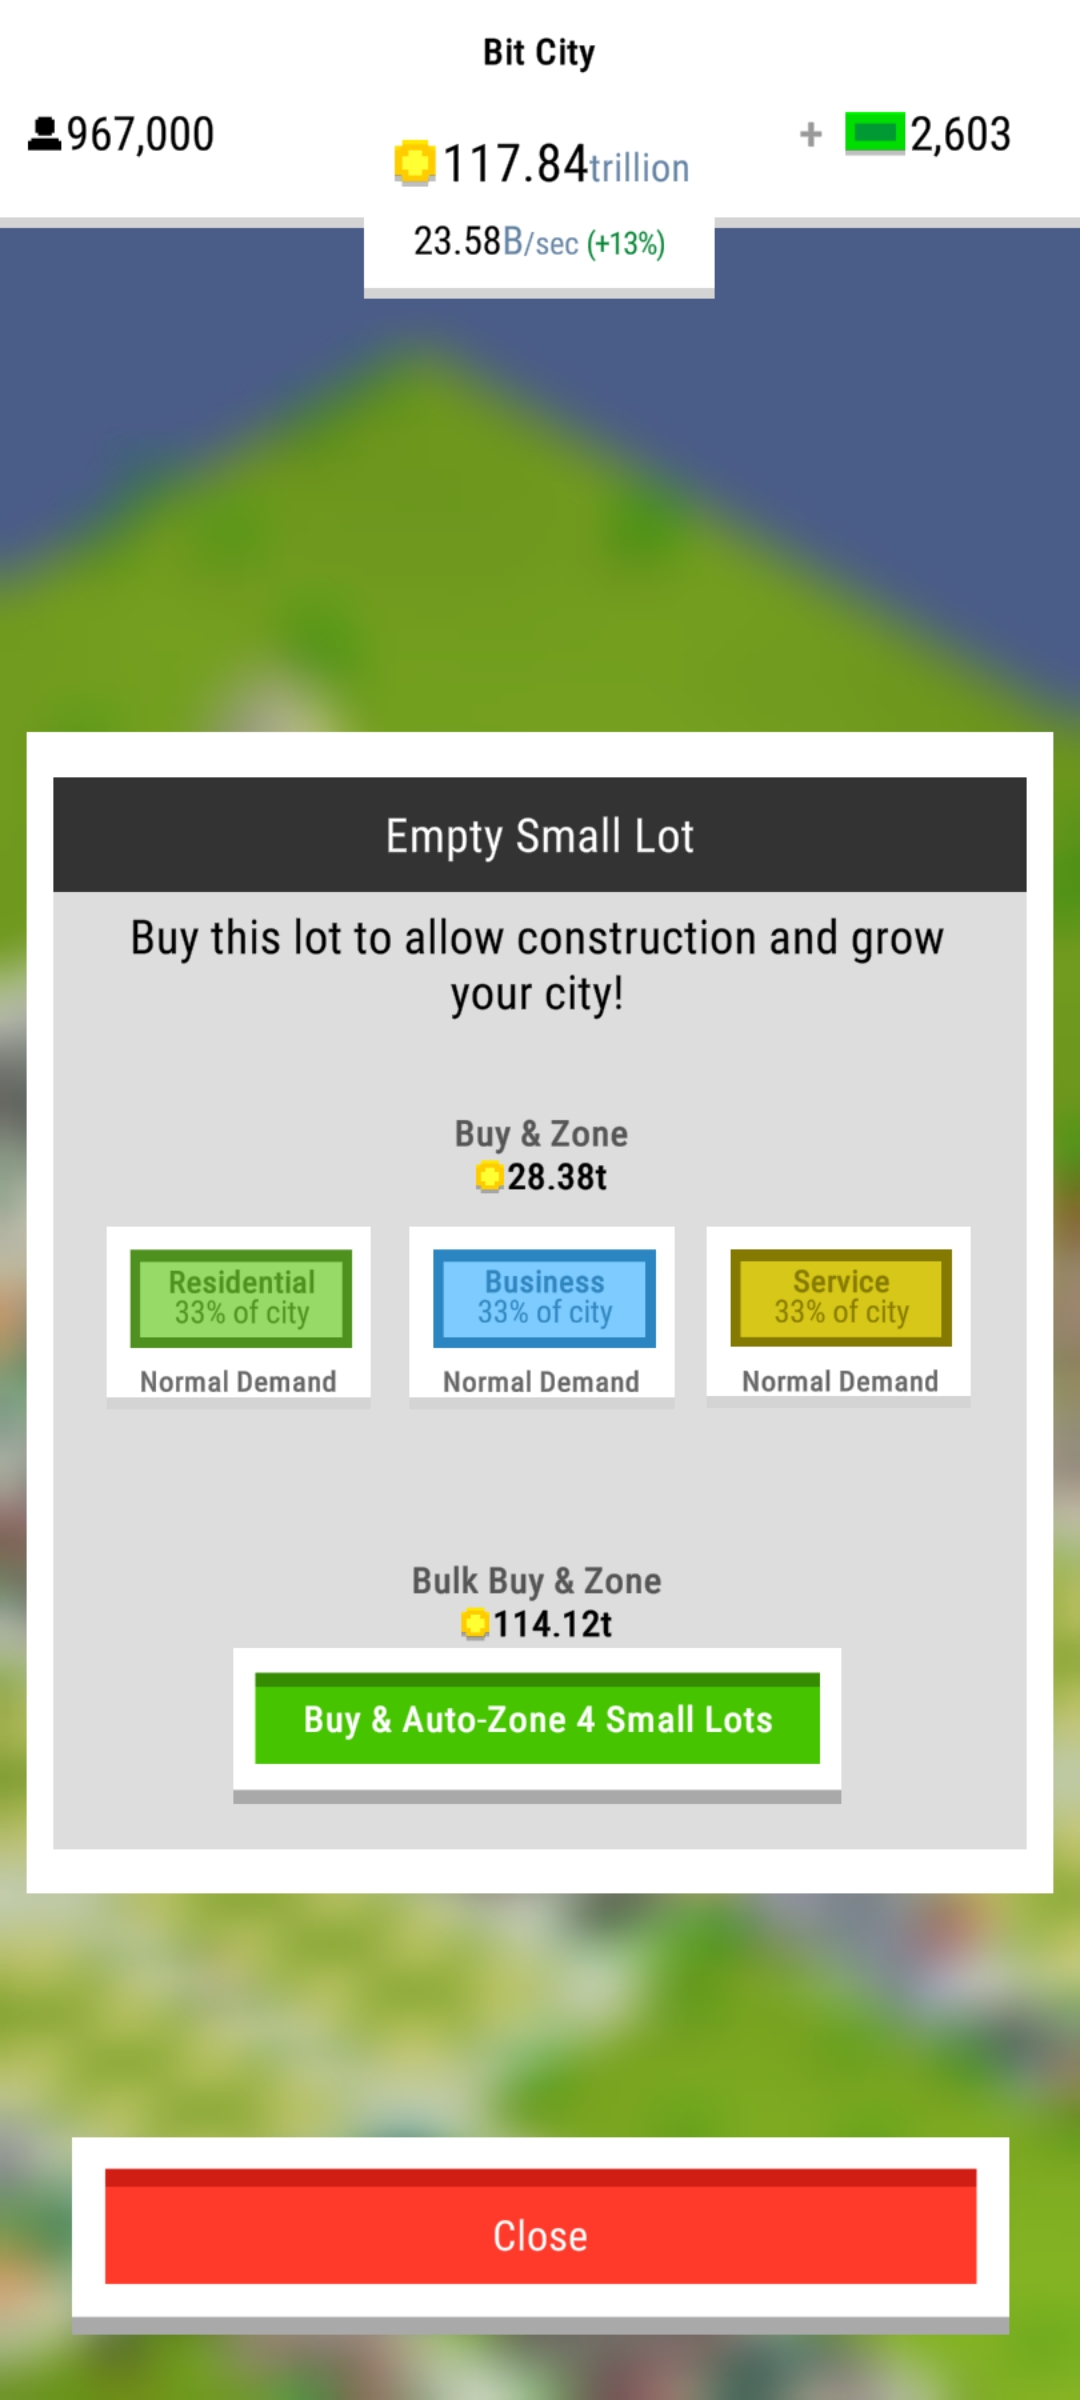 Bit City
967,000
+ 2,603
117.84trillion
23.58B/sec (+13%)
Empty Small Lot
Buy this lot to allow construction and grow
your city!
Buy & Zone
28.38t
Residential
33% of city
Normal Demand
Business
33% of city
Normal Demand
Service
33% of city
Normal Demand
Bulk Buy & Zone
114.12t
Buy & Auto-Zone 4 Small Lots
Close